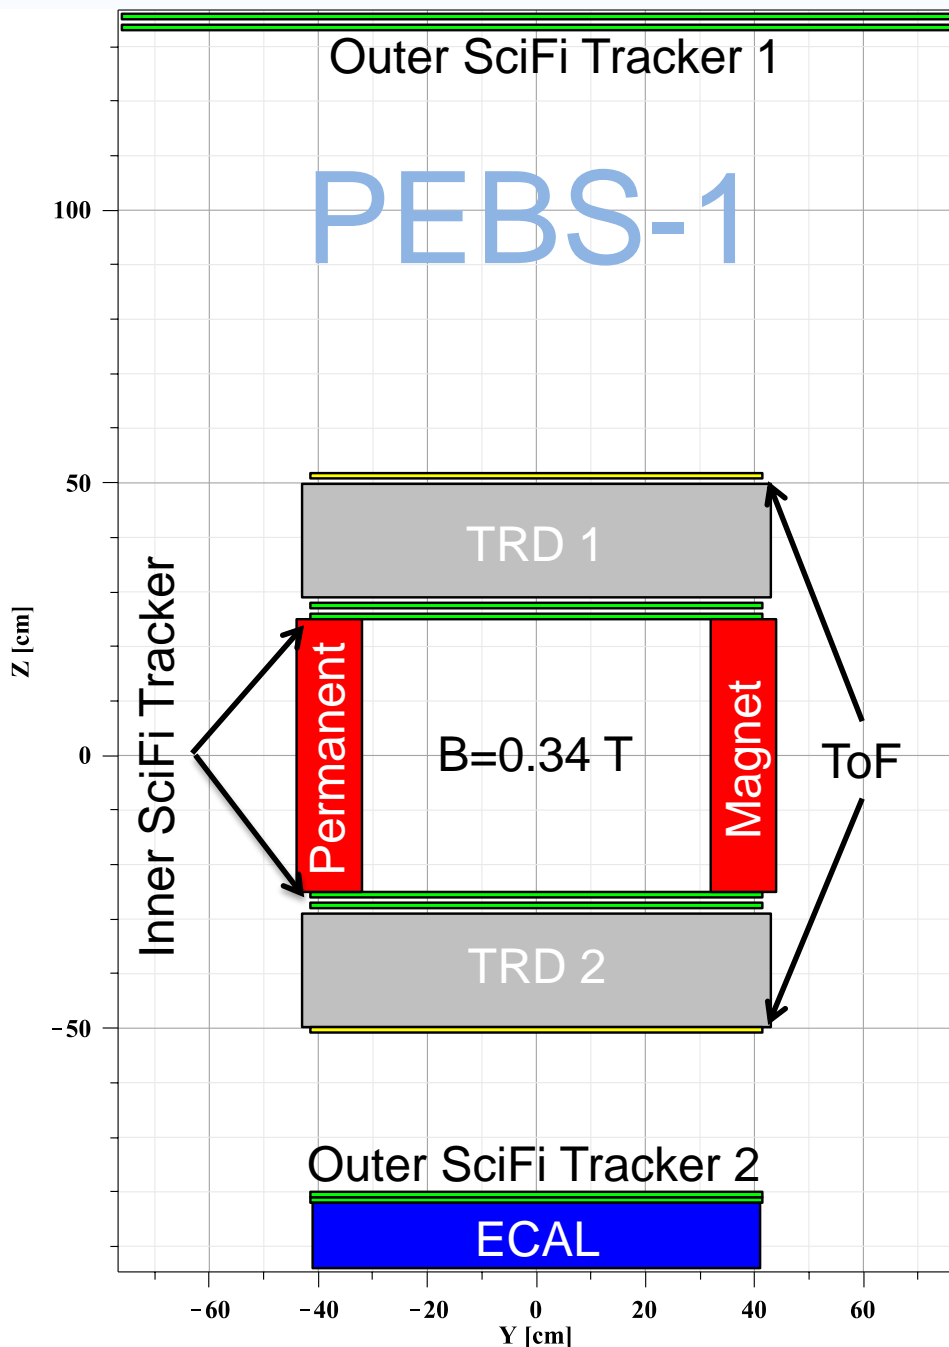 Outer SciFi Tracker 1
PEBS-1
100
50
TRD 1
Inner SciFi Tracker
Z [cm]
Permanent
Magnet
B=0.34 T
ToF
0
TRD 2
−50
Outer SciFi Tracker 2
ECAL
−60 −40 −20 0 20 40 60
Y [cm]